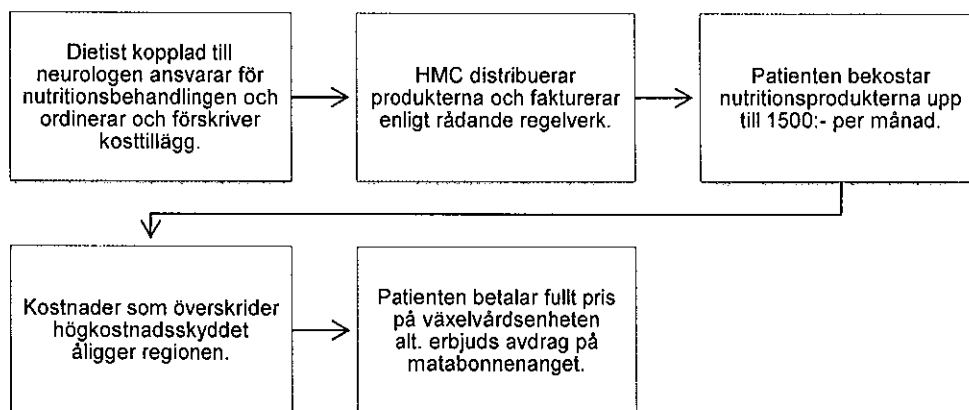 Dietist kopplad till
neurologen ansvarar för
nutritionsbehandlingen och
ordinerar och förskriver
kosttillägg.
HMC distribuerar
produkterna och fakturerar
enligt rådande regelverk.
Patienten bekostar
nutritionsprodukterna upp
till 1500:- per månad.
Kostnader som överskrider
högkostnadsskyddet
åligger regionen.
Patienten betalar fullt pris
på växelvårdsenheten
alt. erbjuds avdrag på
matabonnenanget.